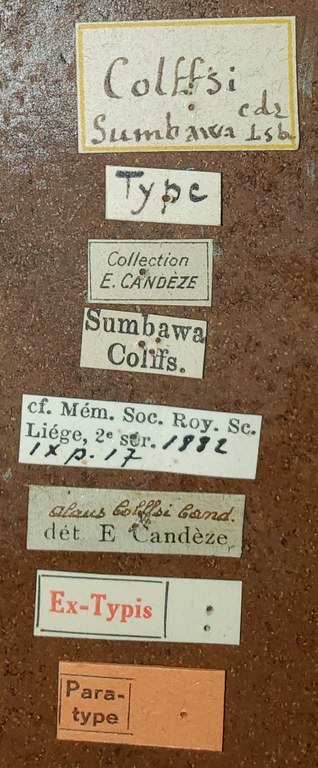 Colffsi
cdz
Sumbawa
Type
Collection
E. CANDÈZE
Sumbawa
Colffs.
cf. Mém. Soc. Roy. Sc.
Liége, 2e sér. 1882
IX p. 17
alaus Colffsi Cand.
dét E Candèze
Ex-Typis
Para-
type